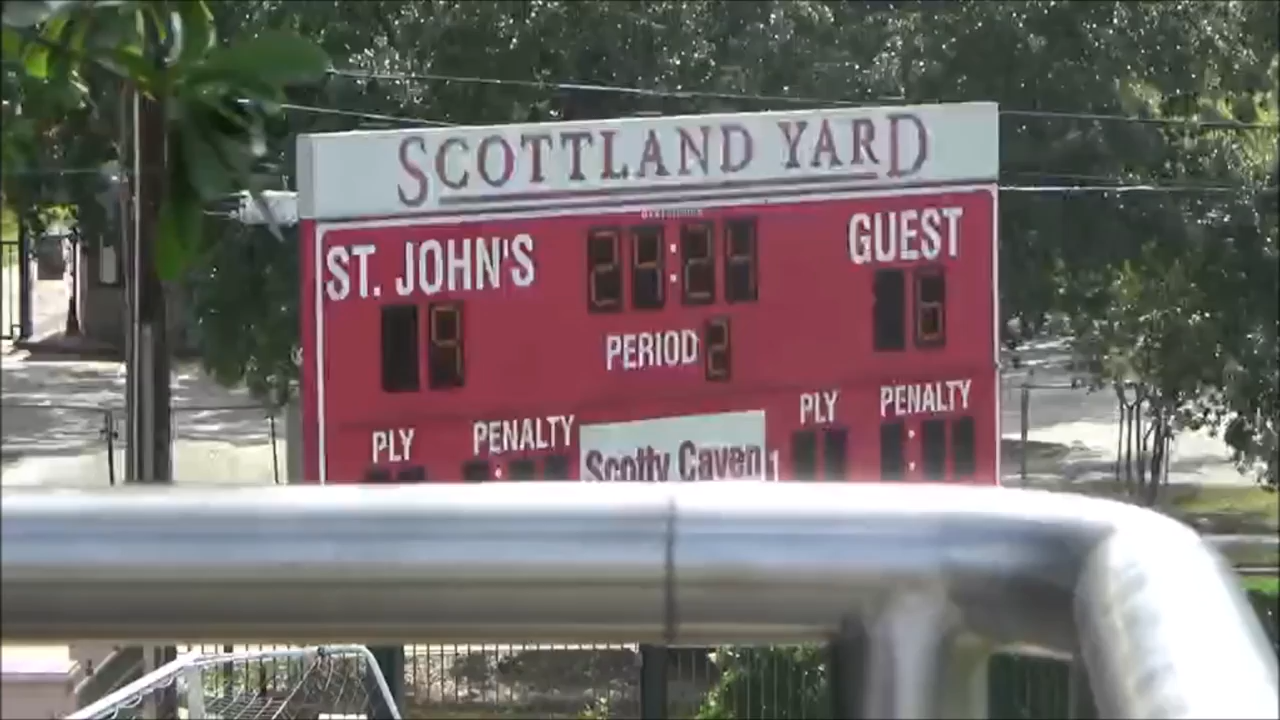 SCOTTLAND YARD
ST. JOHN'S
24:24
GUEST
9
6
PERIOD 2
PLY PENALTY
PLY PENALTY
Scotty Caven